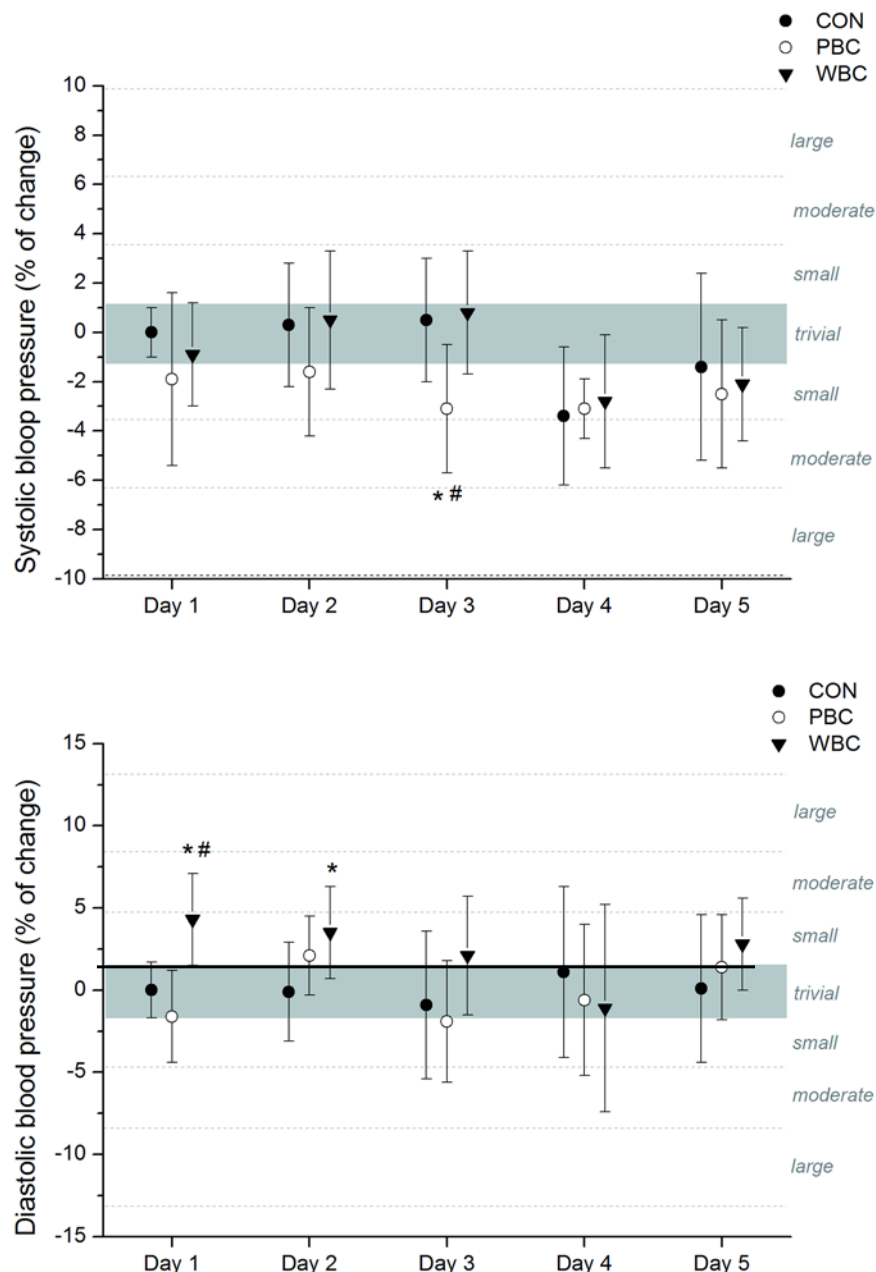 CON
PBC
WBC
Systolic bloop pressure (% of change)
10
8
6
4
2
0
-2
-4
-6
-8
-10
large
moderate
small
trivial
small
moderate
large
* #
Day 1 Day 2 Day 3 Day 4 Day 5
CON
PBC
WBC
Diastolic blood pressure (% of change)
15
10
5
0
-5
-10
-15
* #
*
large
moderate
small
trivial
small
moderate
large
Day 1 Day 2 Day 3 Day 4 Day 5